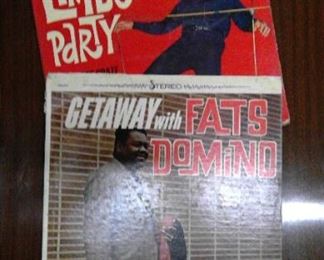 LIMBO
PARTY
STEREO
GETAWAY with FATS
DOMINO